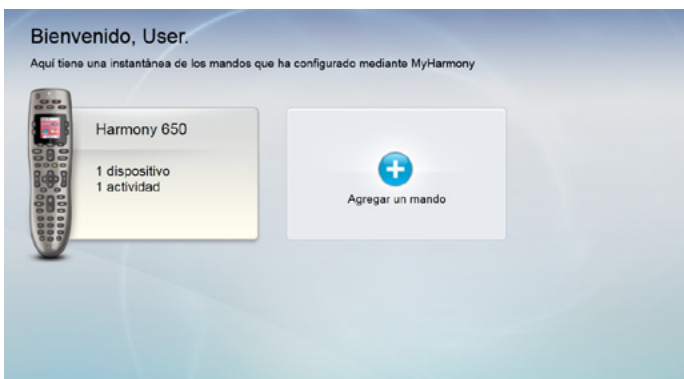 Bienvenido, User.
Aquí tiene una instantánea de los mandos que ha configurado mediante MyHarmony
Harmony 650
1 dispositivo
1 actividad
Agregar un mando